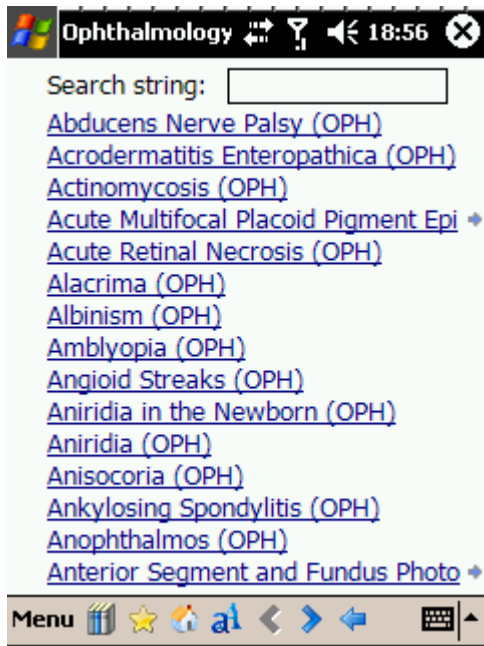 Ophthalmology 18:56
Search string:
Abducens Nerve Palsy (OPH)
Acrodermatitis Enteropathica (OPH)
Actinomycosis (OPH)
Acute Multifocal Placoid Pigment Epi
Acute Retinal Necrosis (OPH)
Alacrima (OPH)
Albinism (OPH)
Amblyopia (OPH)
Angioid Streaks (OPH)
Aniridia in the Newborn (OPH)
Aniridia (OPH)
Anisocoria (OPH)
Ankylosing Spondylitis (OPH)
Anophthalmos (OPH)
Anterior Segment and Fundus Photo
Menu